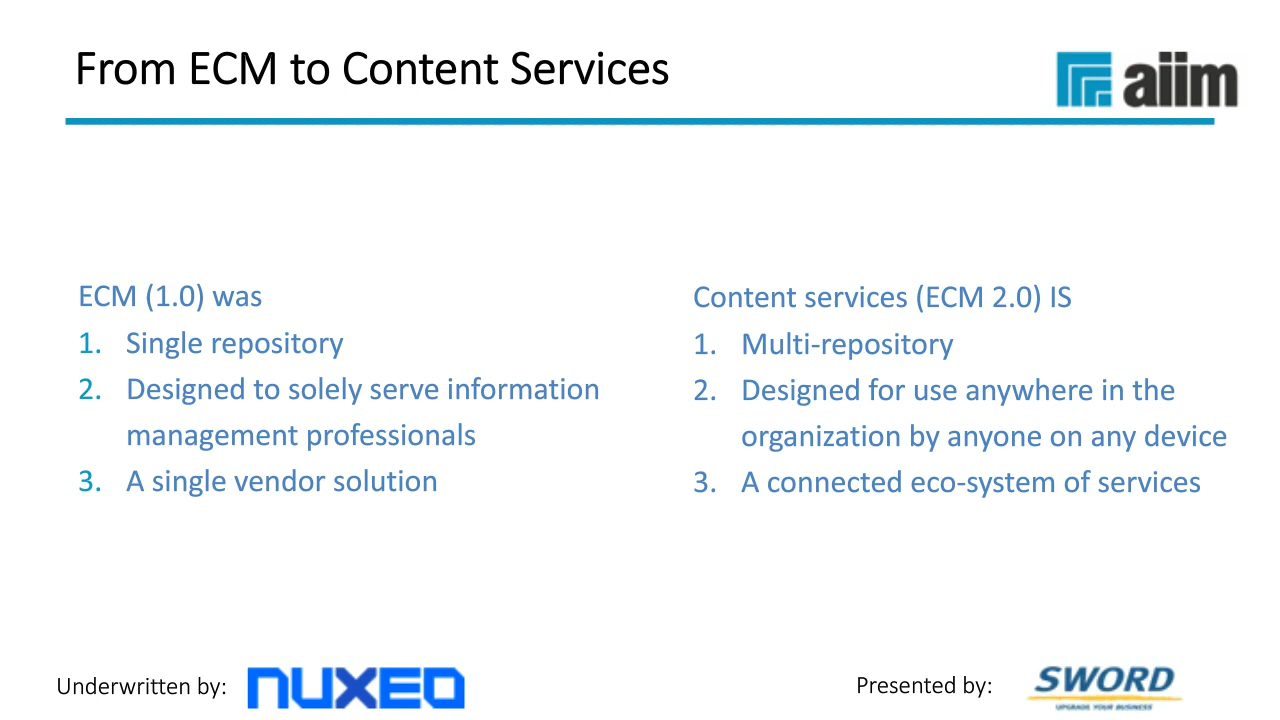 From ECM to Content Services
aiim
ECM (1.0) was
1. Single repository
2. Designed to solely serve information
management professionals
3. A single vendor solution
Content services (ECM 2.0) IS
1. Multi-repository
2. Designed for use anywhere in the
organization by anyone on any device
3. A connected eco-system of services
Underwritten by:
nuxeo
Presented by:
SWORD
UPGRADE YOUR BUSINESS